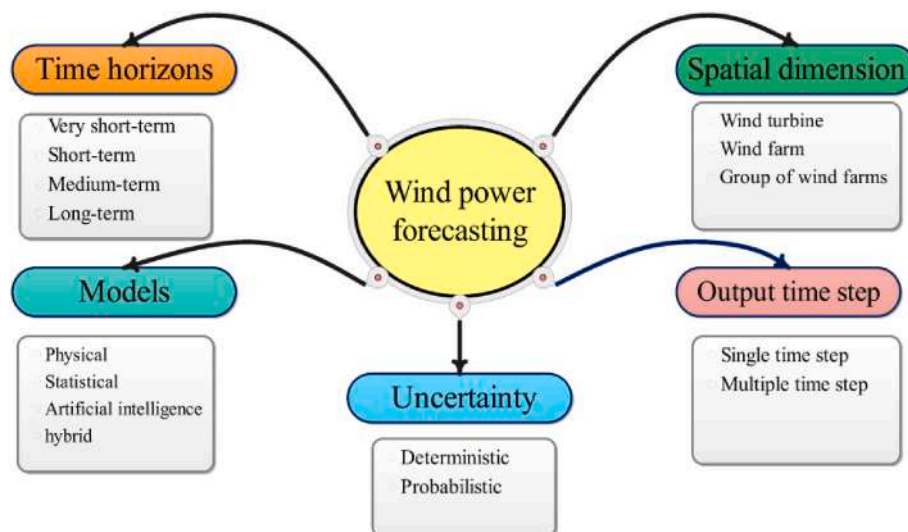 Time horizons
Very short-term
Short-term
Medium-term
Long-term
Spatial dimension
Wind turbine
Wind farm
Group of wind farms
Wind power
forecasting
Models
Physical
Statistical
Artificial intelligence
hybrid
Uncertainty
Deterministic
Probabilistic
Output time step
Single time step
Multiple time step